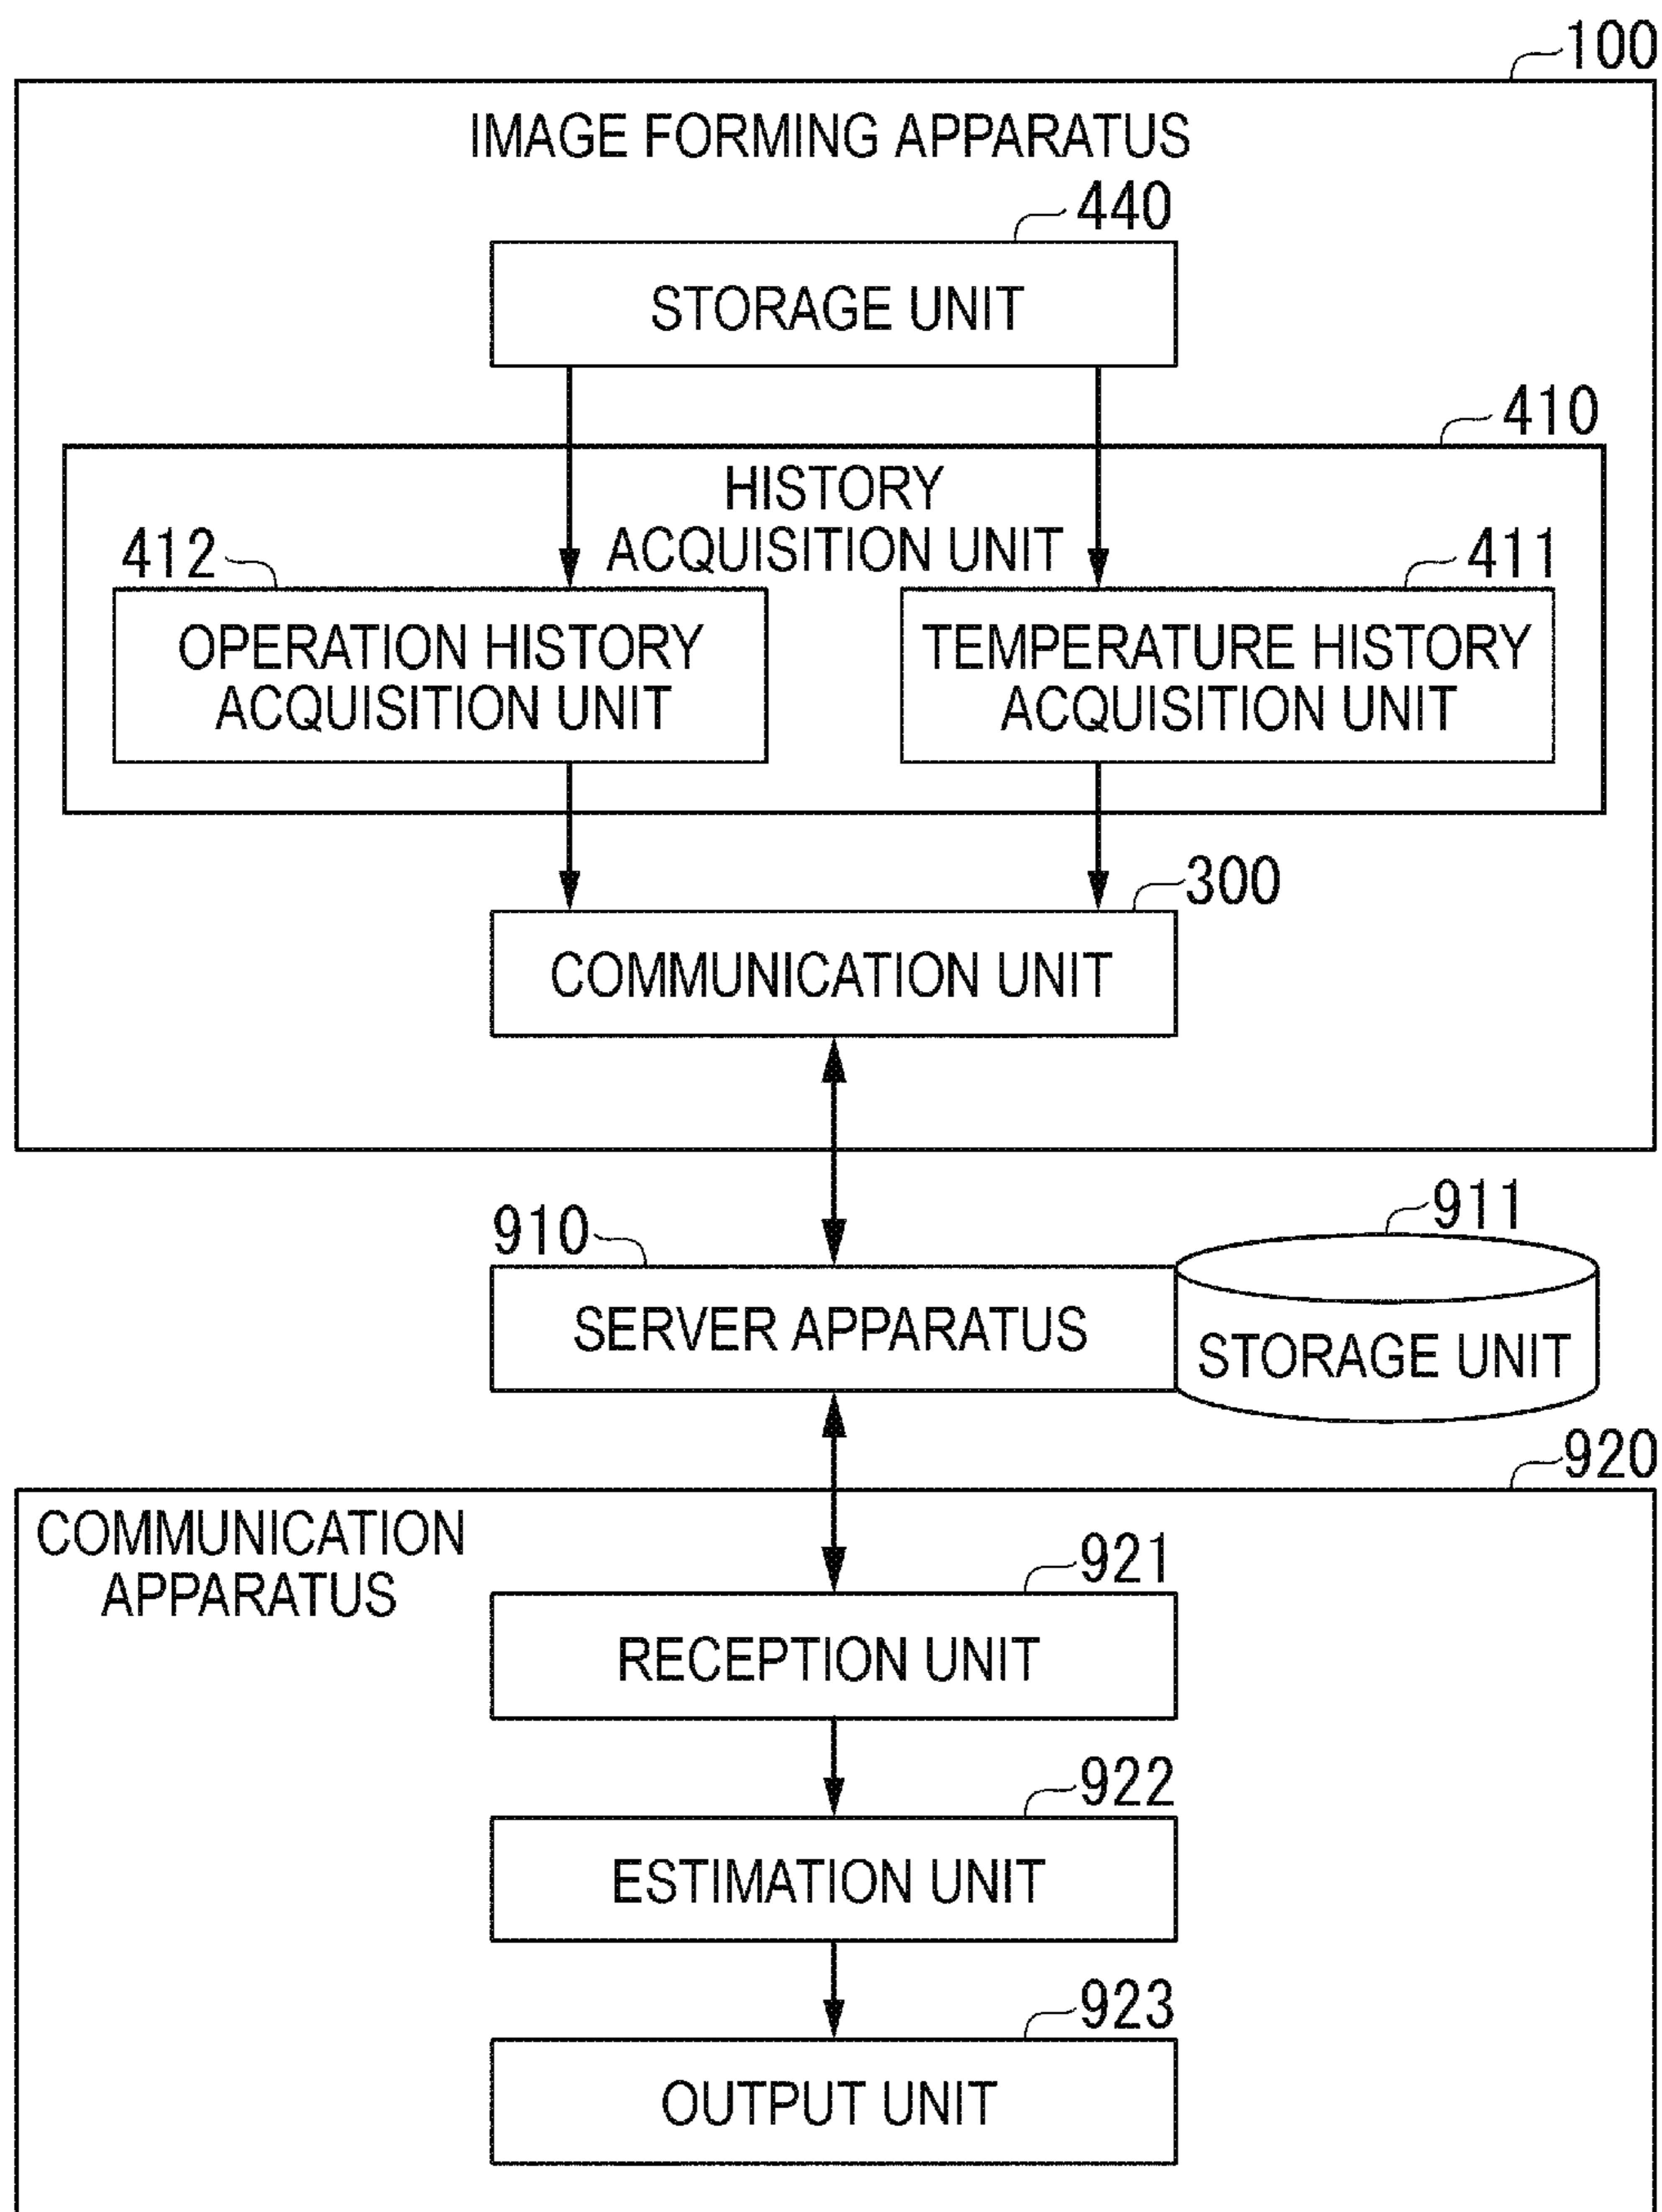 100
IMAGE FORMING APPARATUS
440
STORAGE UNIT
410
HISTORY
ACQUISITION UNIT
412
OPERATION HISTORY
ACQUISITION UNIT
411
TEMPERATURE HISTORY
ACQUISITION UNIT
300
COMMUNICATION UNIT
910
SERVER APPARATUS
911
STORAGE UNIT
920
COMMUNICATION
APPARATUS
921
RECEPTION UNIT
922
ESTIMATION UNIT
923
OUTPUT UNIT